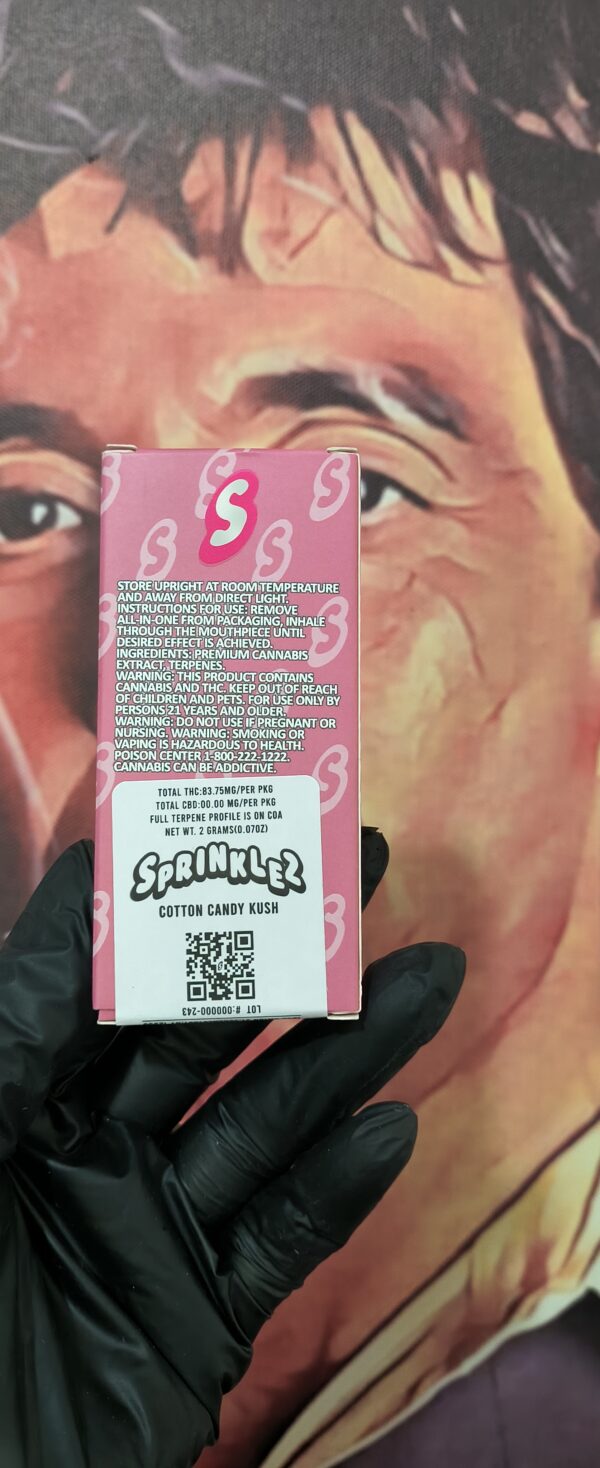 S
STORE UPRIGHT AT ROOM TEMPERATURE
AND AWAY FROM DIRECT LIGHT.
INSTRUCTIONS FOR USE: REMOVE
ALL-IN-ONE FROM PACKAGING, INHALE
THROUGH THE MOUTHPIECE UNTIL
DESIRED EFFECT IS ACHIEVED.
INGREDIENTS: PREMIUM CANNABIS
EXTRACT, TERPENES.
WARNING: THIS PRODUCT CONTAINS
CANNABIS AND THC. KEEP OUT OF REACH
OF CHILDREN AND PETS. FOR USE ONLY BY
PERSONS 21 YEARS AND OLDER.
WARNING: DO NOT USE IF PREGNANT OR
NURSING. WARNING: SMOKING OR
VAPING IS HAZARDOUS TO HEALTH.
POISON CENTER 1-800-222-1222.
CANNABIS CAN BE ADDICTIVE.
TOTAL THC:83.75MG/PER PKG
TOTAL CBD:00.00 MG/PER PKG
FULL TERPENE PROFILE IS ON COA
NET WT. 2 GRAMS(0.07OZ)
SPRINKLEZ
COTTON CANDY KUSH
LOT #:000000-243